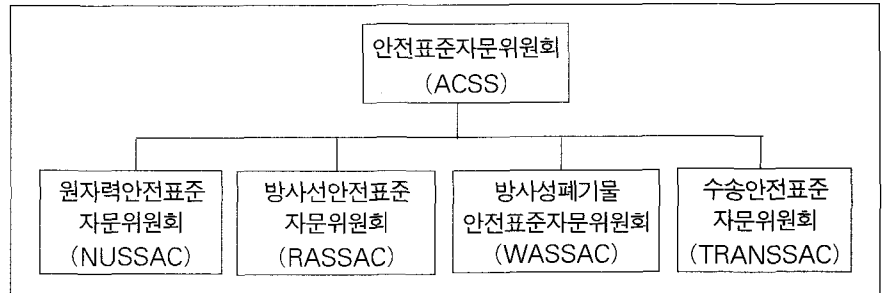 안전표준자문위원회
(ACSS)
원자력안전표준
자문위원회
(NUSSAC)
방사선안전표준
자문위원회
(RASSAC)
방사성폐기물
안전표준자문위원회
(WASSAC)
수송안전표준
자문위원회
(TRANSSAC)